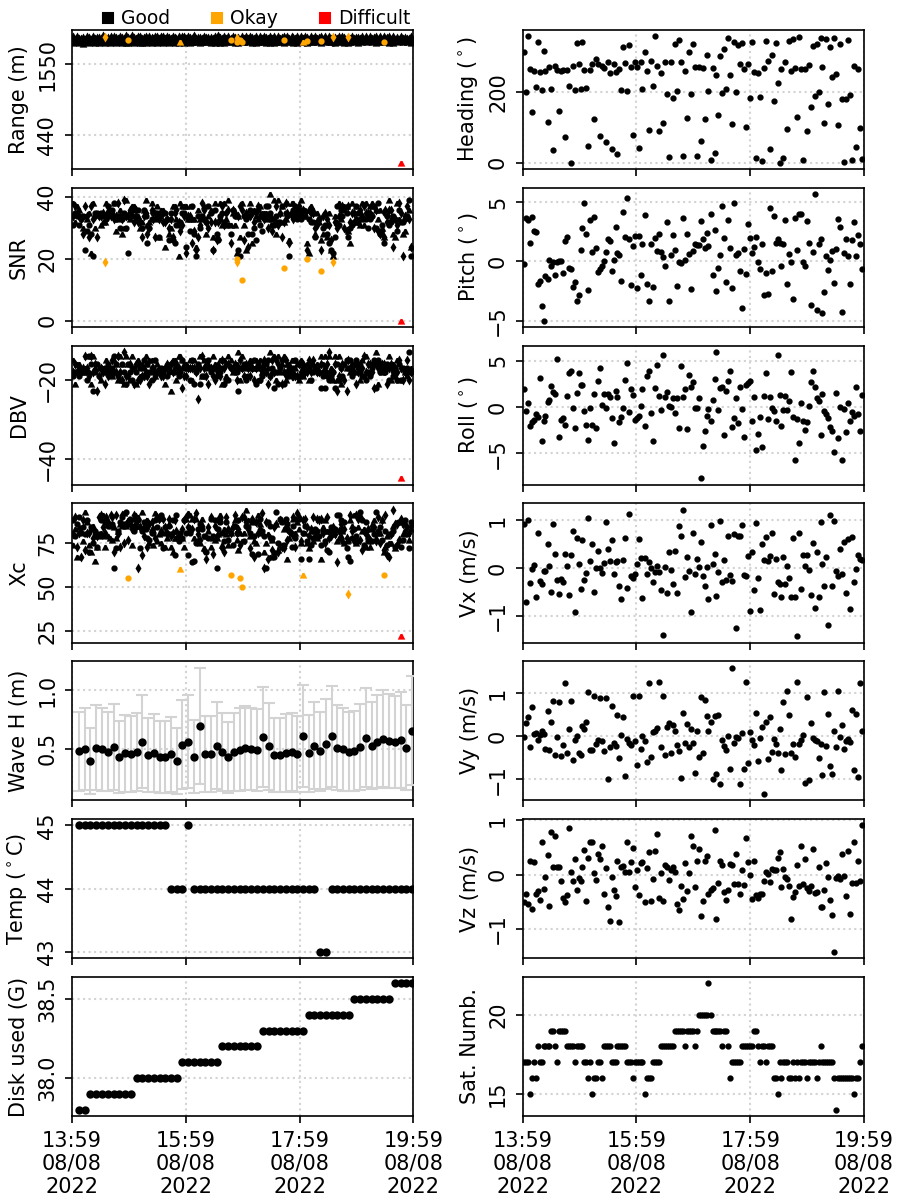 Good Okay Difficult
Range (m)
1550
440
Heading (°)
200
0
SNR
40
20
0
Pitch (°)
5
0
−5
DBV
−20
−40
Roll (°)
5
0
−5
Xc
75
50
25
Vx (m/s)
1
0
−1
Wave H (m)
1.0
0.5
Vy (m/s)
1
0
−1
Temp (°C)
45
44
43
Vz (m/s)
1
0
−1
Disk used (G)
38.5
38.0
Sat. Numb.
20
15
13:59 15:59 17:59 19:59 13:59 15:59 17:59 19:59
08/08 08/08 08/08 08/08 08/08 08/08 08/08 08/08
2022 2022 2022 2022 2022 2022 2022 2022